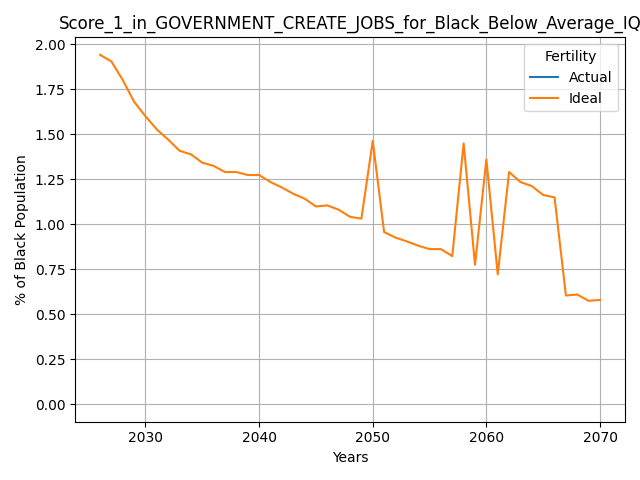 Score_1_in_GOVERNMENT_CREATE_JOBS_for_Black_Below_Average_IQ
Fertility
Actual
Ideal
2.00
1.75
1.50
1.25
1.00
0.75
0.50
0.25
0.00
% of Black Population
2030
2040
2050
2060
2070
Years